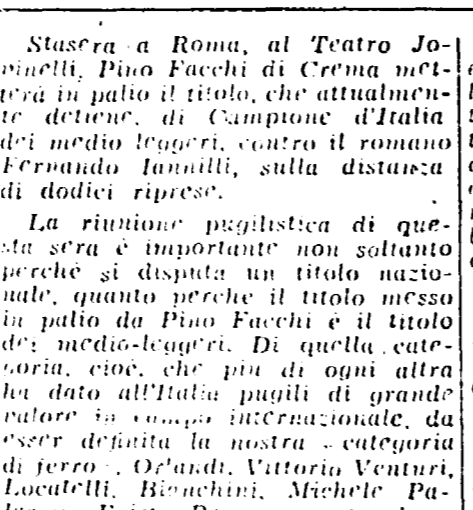 Stasera a Roma, al Teatro Jo-
vinelli, Pino Facchi di Crema met-
terà in palio il titolo, che attualmen-
te detiene, di Campione d'Italia
dei medio leggeri, contro il romano
Fernando Iannilli, sulla distanza
di dodici riprese.
La riunione pugilistica di que-
sta sera è importante non soltanto
perchè si disputa un titolo nazio-
nale, quanto perche il titolo messo
in palio da Pino Facchi è il titolo
dei medio-leggeri. Di quella cate-
goria, cioè, che più di ogni altra
ha dato all'Italia pugili di grande
valore in campo internazionale, da
esser definita la nostra «categoria
di ferro». Orlandi, Vittorio Venturi,
Locatelli, Bianchini, Michele Pa-